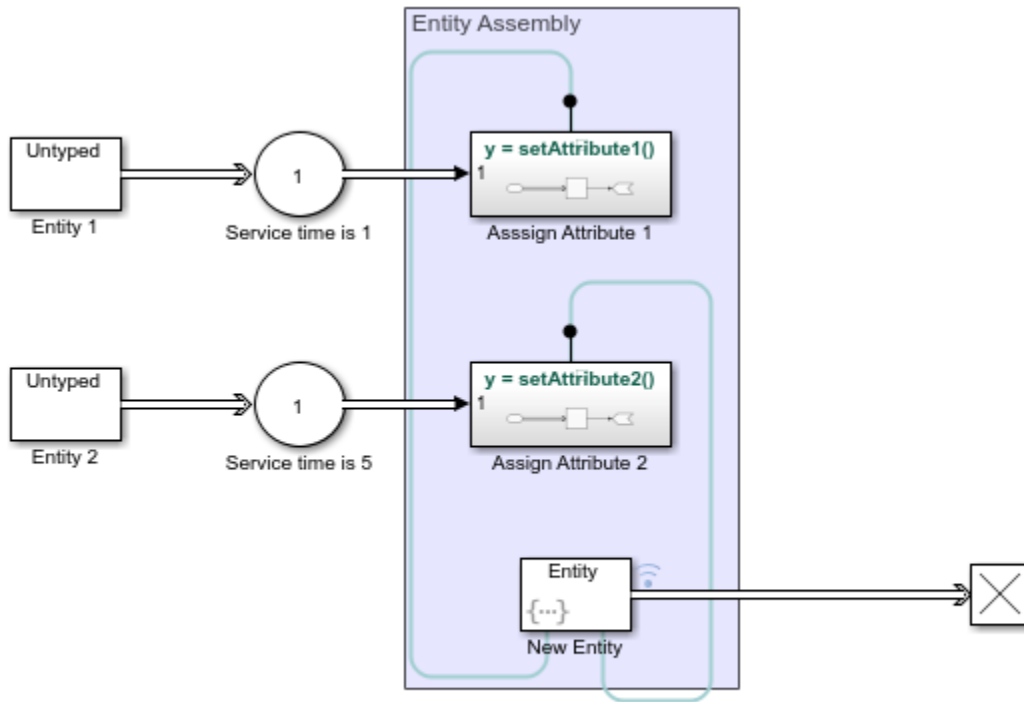 Entity Assembly
Untyped
Entity 1
1
Service time is 1
y = setAttribute1()
1
Asssign Attribute 1
Untyped
Entity 2
1
Service time is 5
y = setAttribute2()
1
Assign Attribute 2
Entity
{...}
New Entity